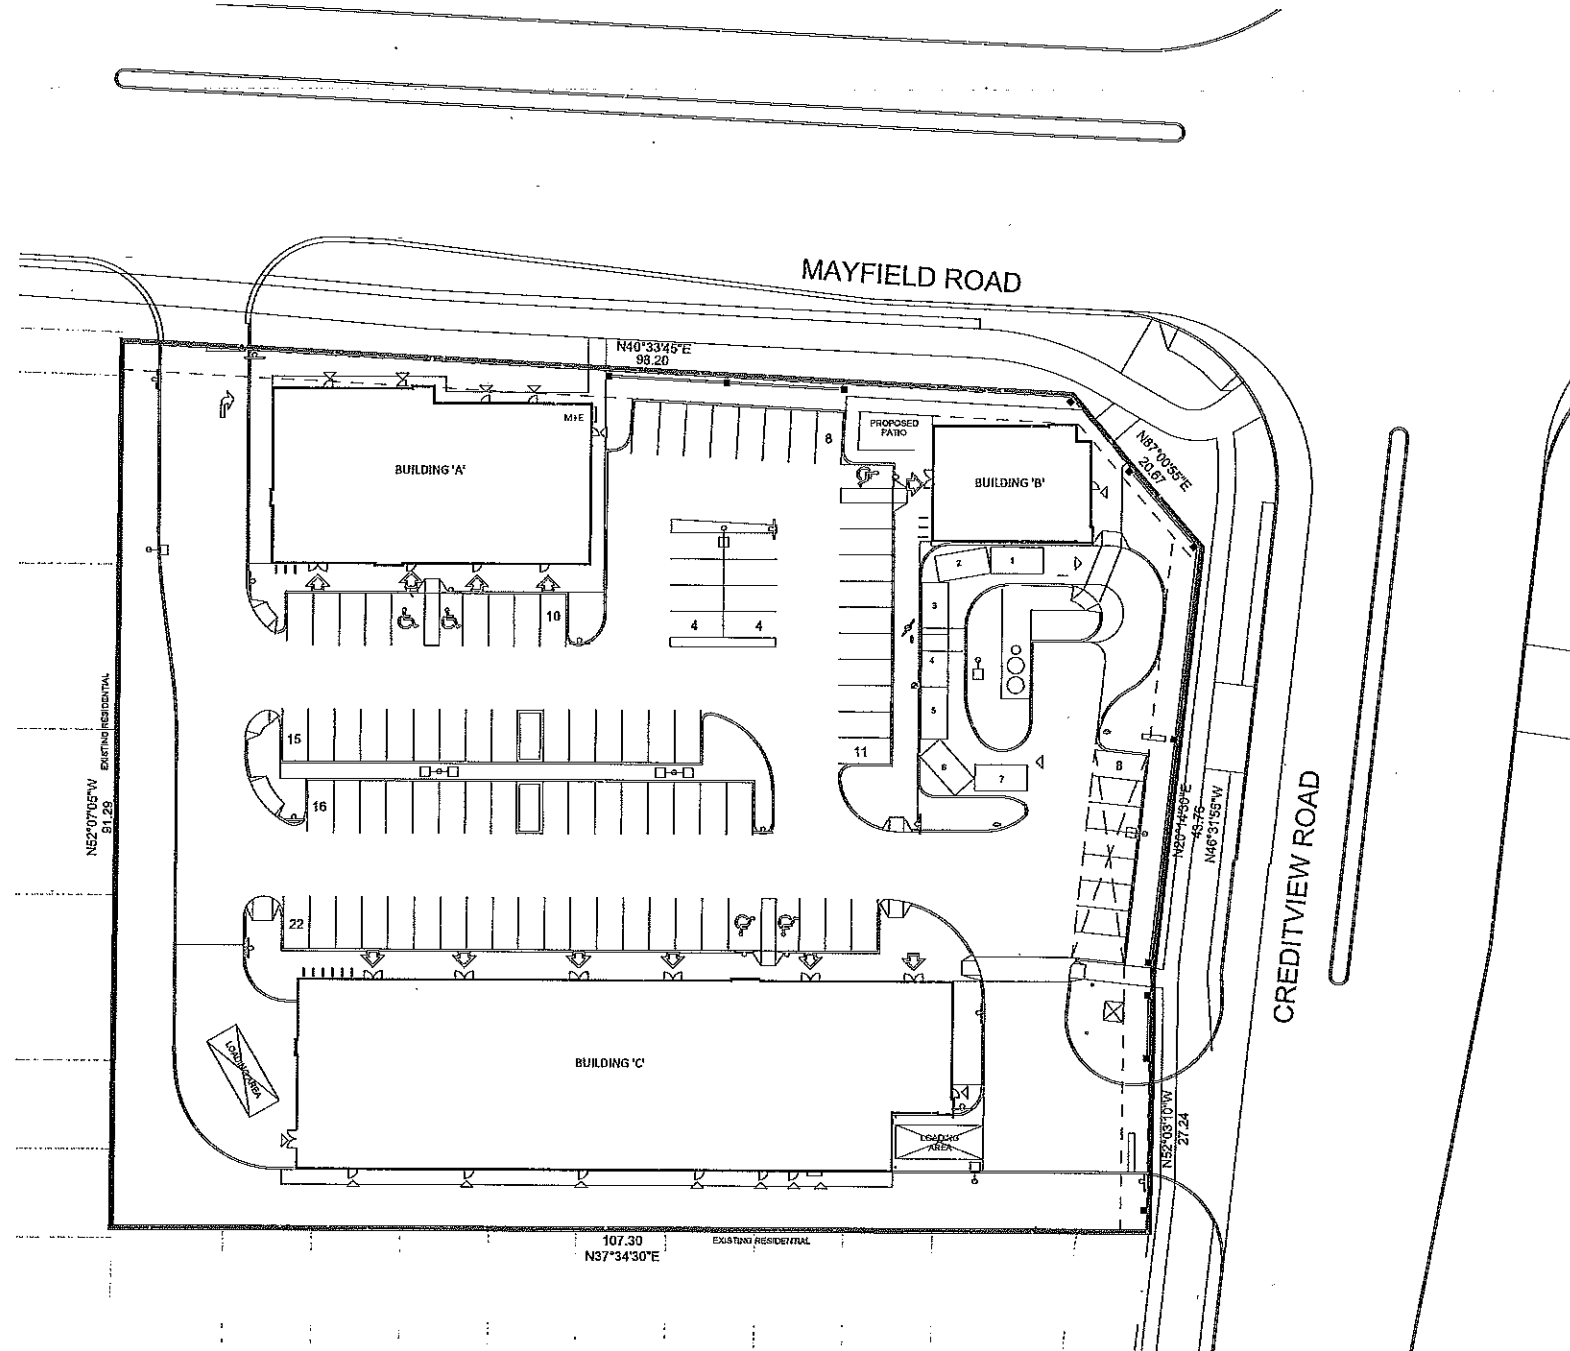 MAYFIELD ROAD
N40°33'45"E
98.20
M+E
BUILDING 'A'
8
PROPOSED
PATIO
BUILDING 'B'
N87°00'55"E
20.67
10
4
4
2
1
3
4
5
6
7
11
8
15
16
22
EXISTING RESIDENTIAL
N52°07'05"W
91.29
N20°14'30"E
43.76
N46°31'55"W
CREDITVIEW ROAD
LOADING AREA
BUILDING 'C'
LOADING
AREA
N52°03'10"W
27.24
107.30
N37°34'30"E
EXISTING RESIDENTIAL